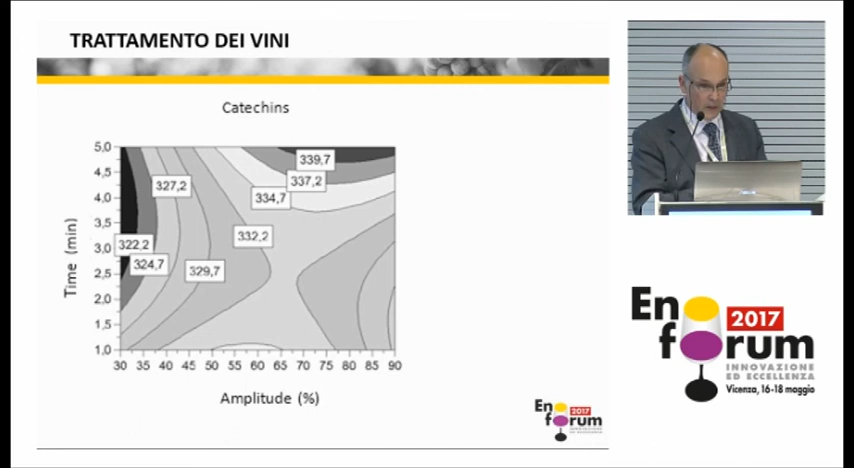 TRATTAMENTO DEI VINI
Catechins
5,0
4,5
4,0
3,5
3,0
2,5
2,0
1,5
1,0
Time (min)
339,7
337,2
327,2
334,7
332,2
322,2
324,7
329,7
30 35 40 45 50 55 60 65 70 75 80 85 90
Amplitude (%)
En
2017
forum
En
2017
forum
INNOVAZIONE
ED ECCELLENZA
Vicenza, 16-18 maggio